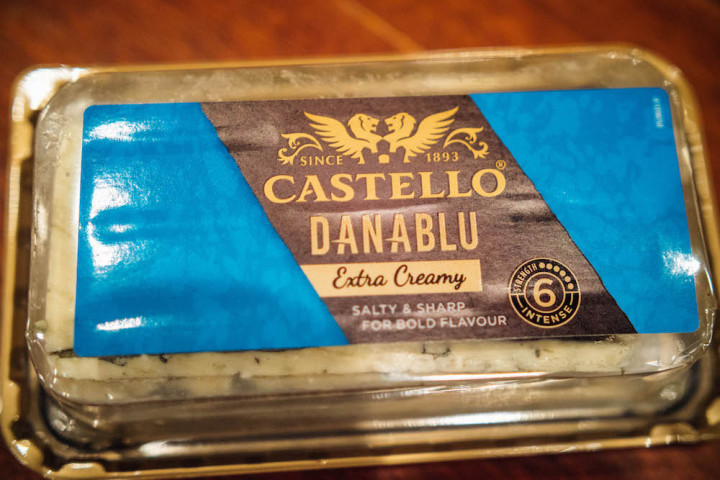 SINCE 1893
CASTELLO®
DANABLU
Extra Creamy
SALTY & SHARP
FOR BOLD FLAVOUR
STRENGTH
6
INTENSE